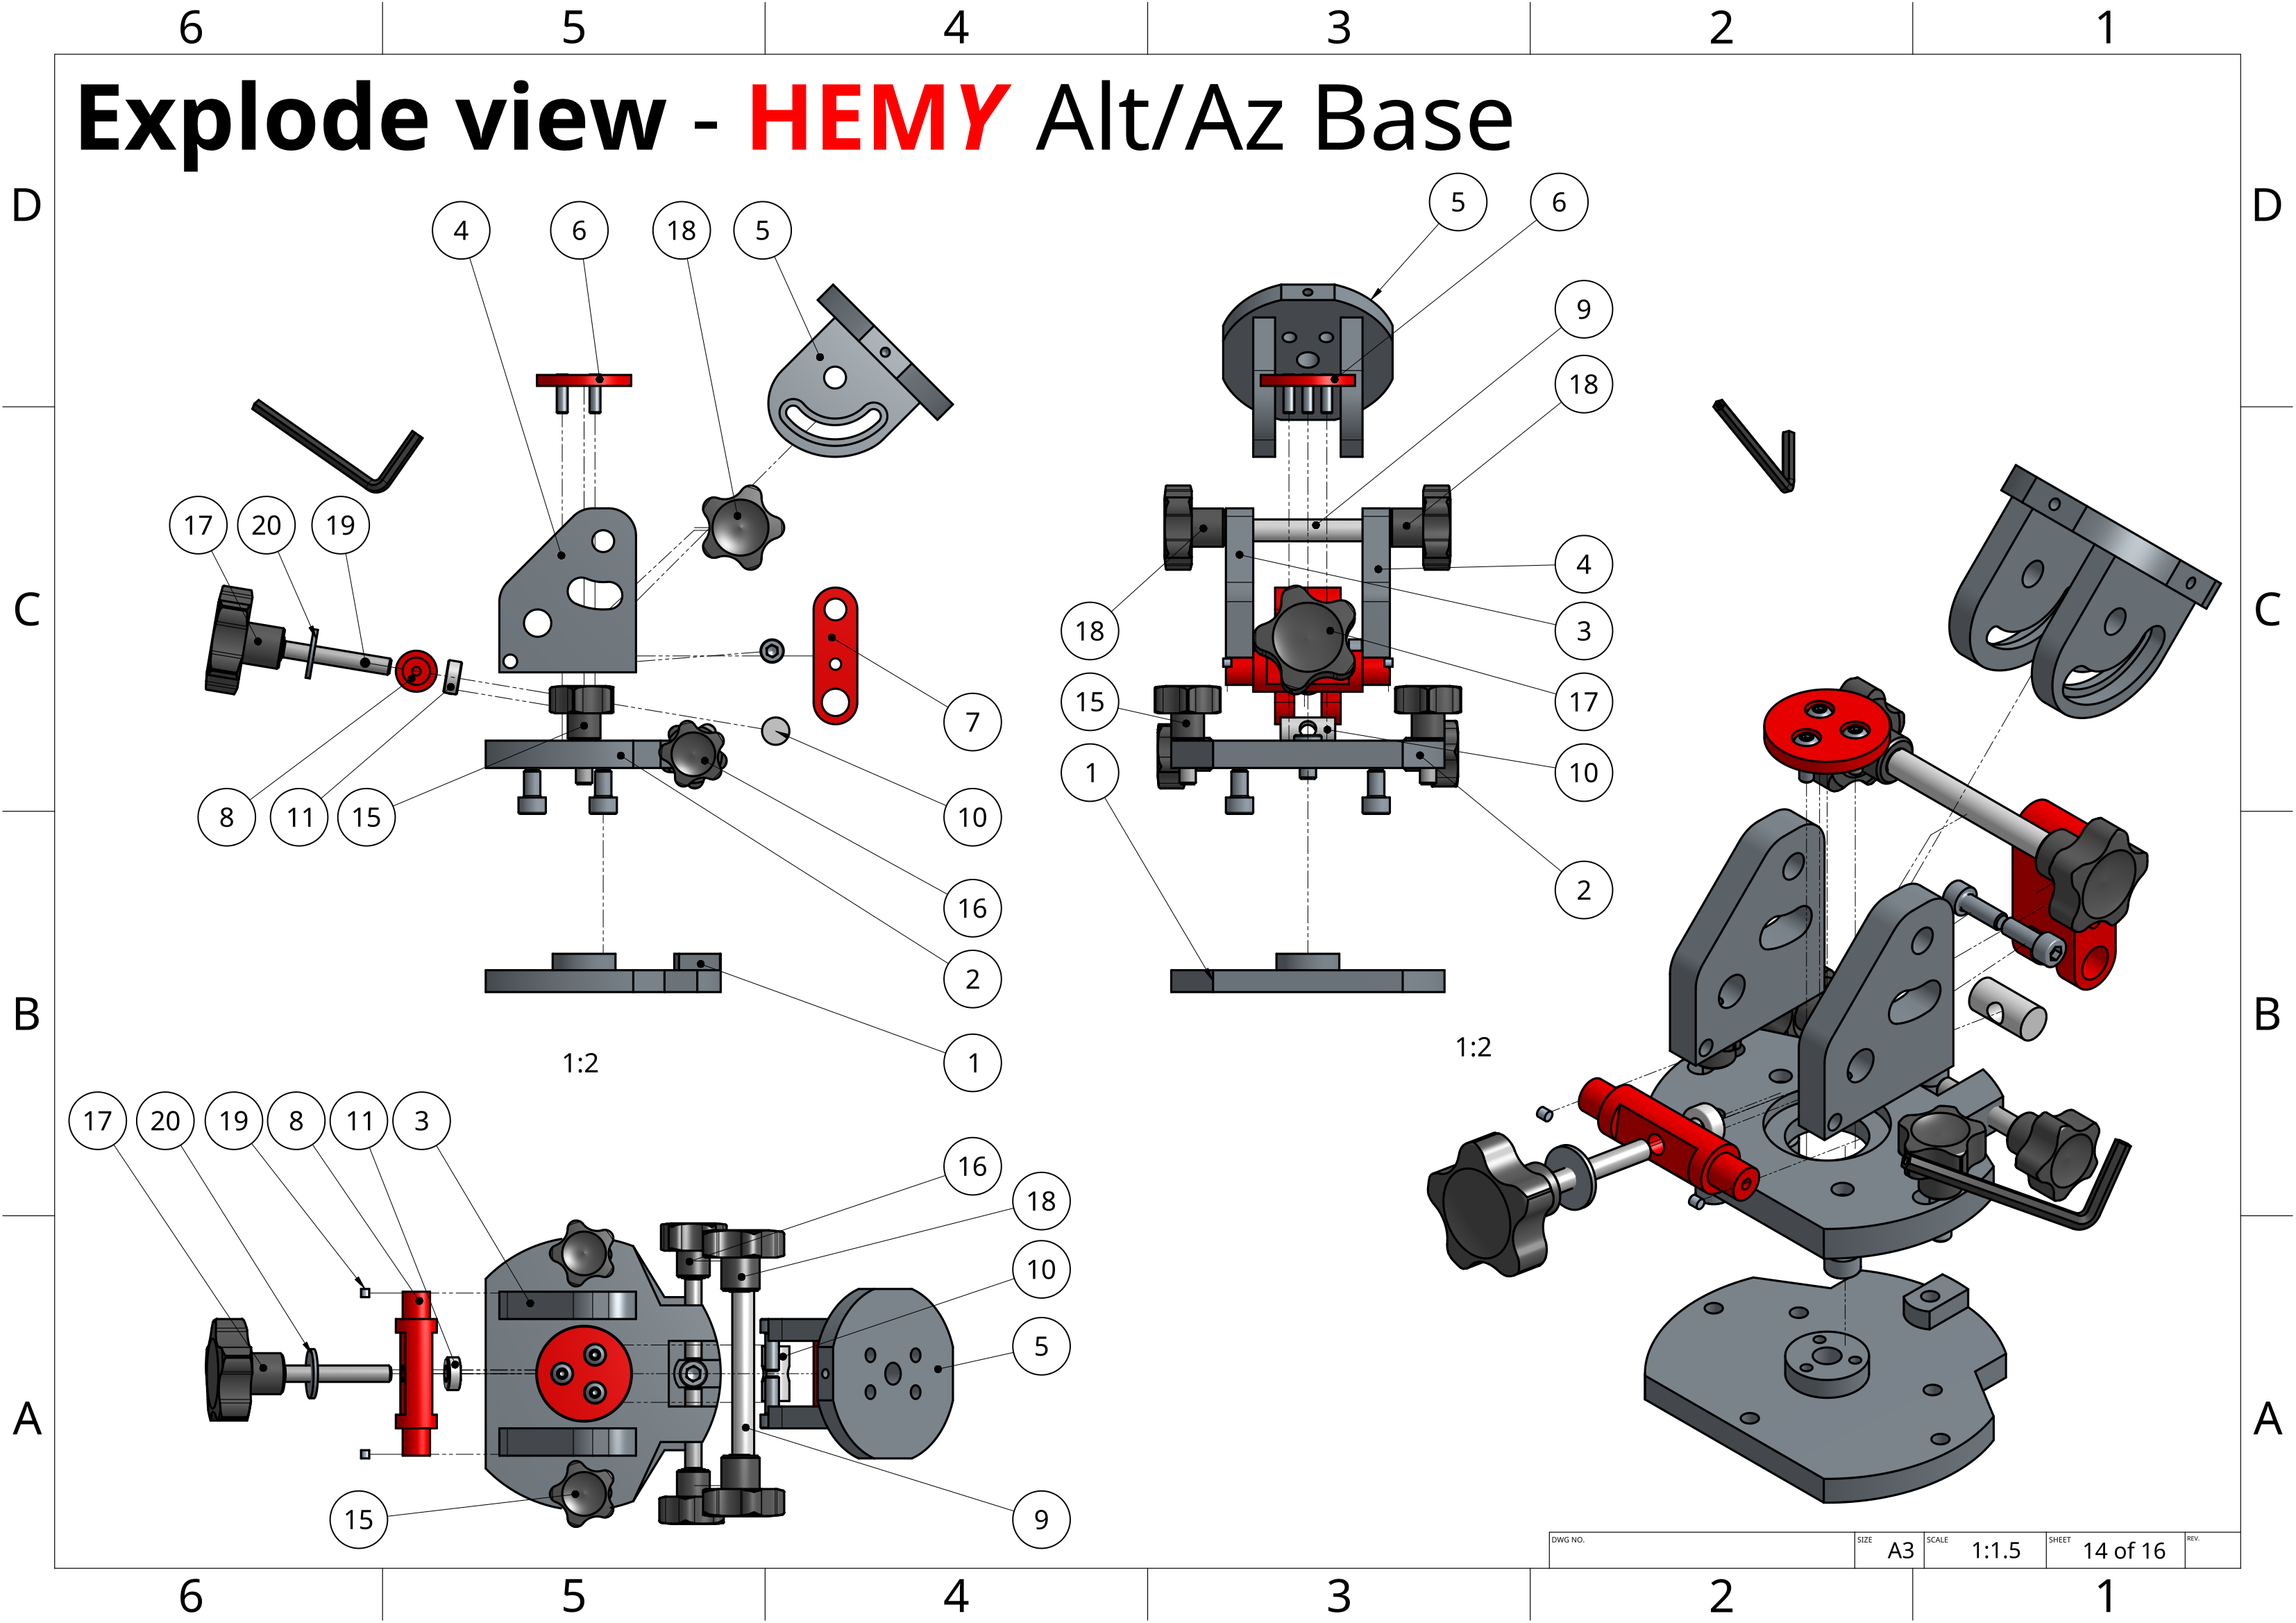 6 5 4 3 2 1
Explode view - HEMY Alt/Az Base
D D
5 6
4 6 18 5
9
18
17 20 19
4
C C
18 3
15 7 17
1 10
8 11 15 10
2
16
2
B B
1:2 1 1:2
17 20 19 8 11 3
16
18
10
5
A A
15 9
DWG NO. SIZE A3 SCALE 1:1.5 SHEET 14 of 16 REV.
6 5 4 3 2 1